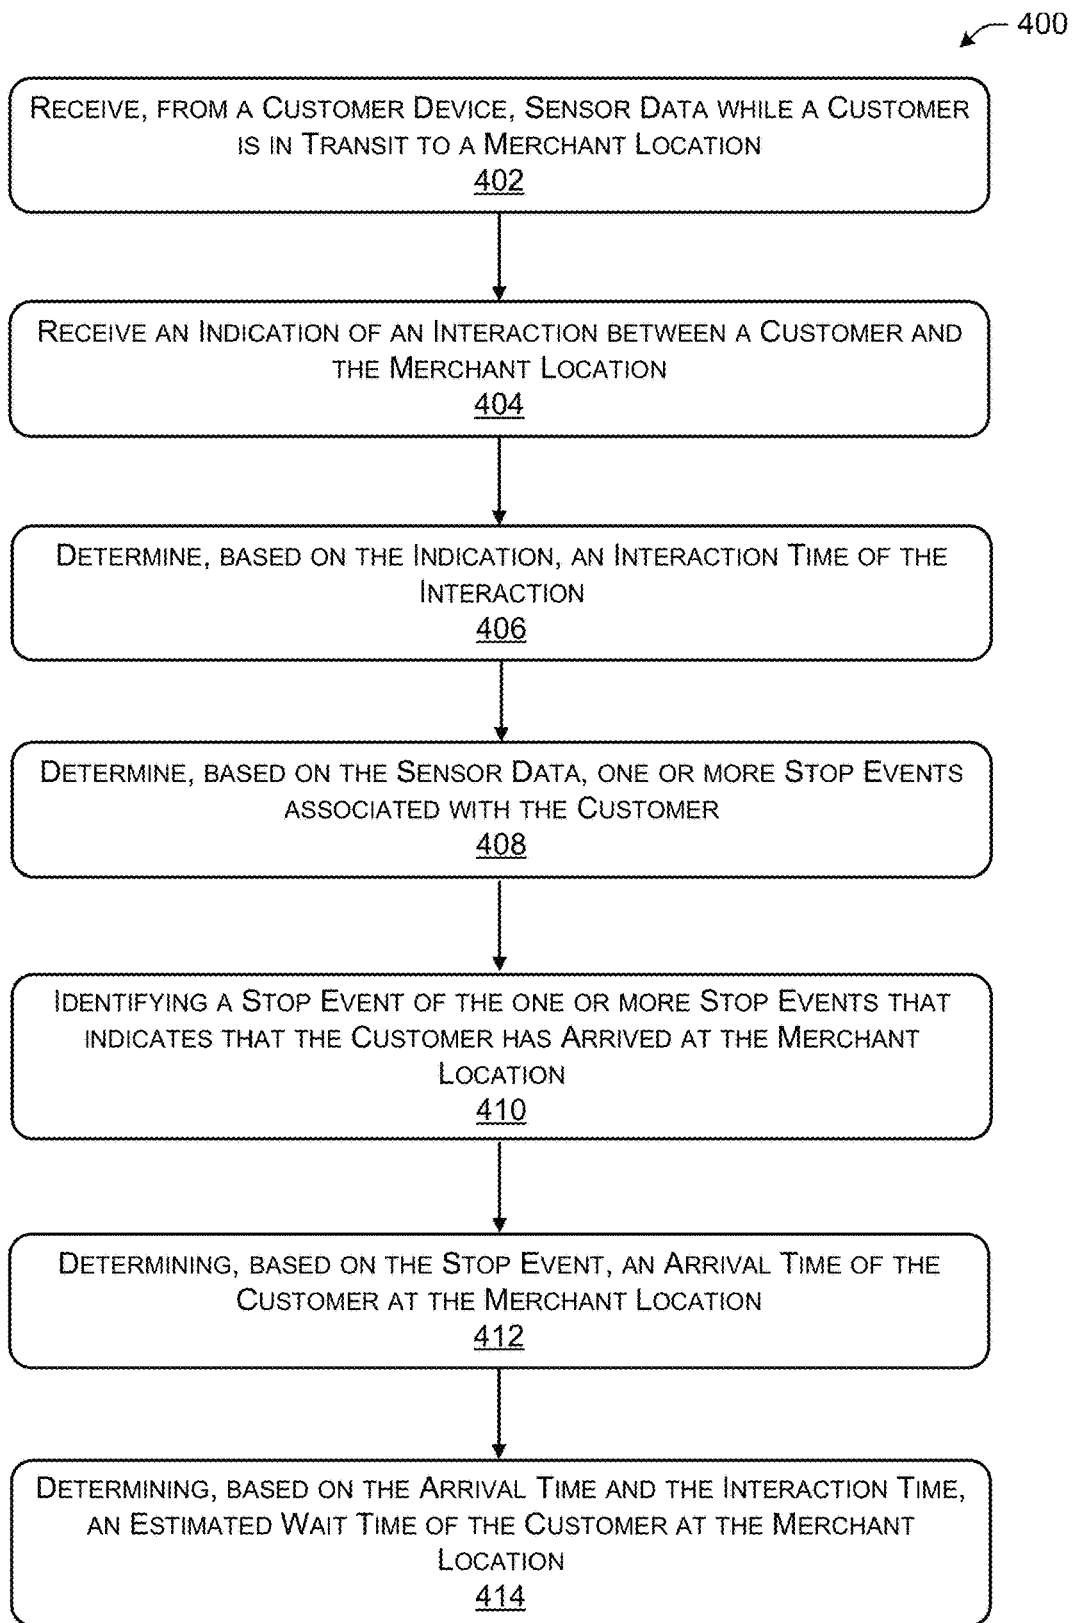 400
RECEIVE, FROM A CUSTOMER DEVICE, SENSOR DATA WHILE A CUSTOMER
IS IN TRANSIT TO A MERCHANT LOCATION
402
RECEIVE AN INDICATION OF AN INTERACTION BETWEEN A CUSTOMER AND
THE MERCHANT LOCATION
404
DETERMINE, BASED ON THE INDICATION, AN INTERACTION TIME OF THE
INTERACTION
406
DETERMINE, BASED ON THE SENSOR DATA, ONE OR MORE STOP EVENTS
ASSOCIATED WITH THE CUSTOMER
408
IDENTIFYING A STOP EVENT OF THE ONE OR MORE STOP EVENTS THAT
INDICATES THAT THE CUSTOMER HAS ARRIVED AT THE MERCHANT
LOCATION
410
DETERMINING, BASED ON THE STOP EVENT, AN ARRIVAL TIME OF THE
CUSTOMER AT THE MERCHANT LOCATION
412
DETERMINING, BASED ON THE ARRIVAL TIME AND THE INTERACTION TIME,
AN ESTIMATED WAIT TIME OF THE CUSTOMER AT THE MERCHANT
LOCATION
414